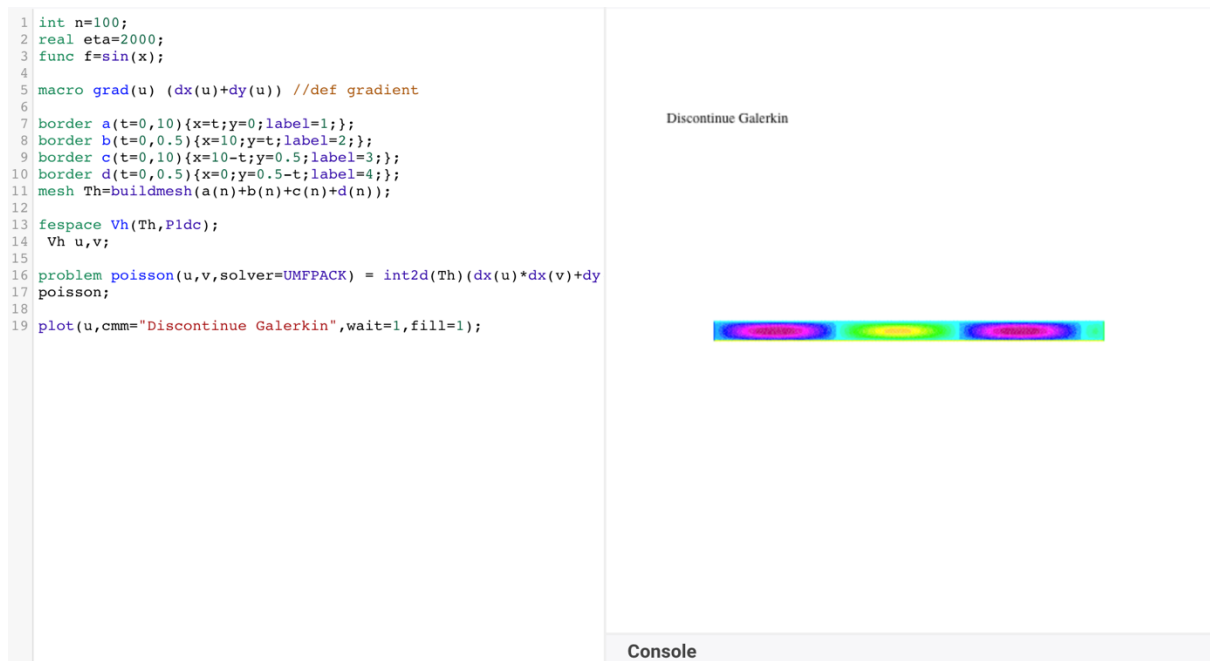 1 int n=100;
2 real eta=2000;
3 func f=sin(x);
4
5 macro grad(u) (dx(u)+dy(u)) //def gradient
6
7 border a(t=0,10){x=t;y=0;label=1;};
8 border b(t=0,0.5){x=10;y=t;label=2;};
9 border c(t=0,10){x=10-t;y=0.5;label=3;};
10 border d(t=0,0.5){x=0;y=0.5-t;label=4;};
11 mesh Th=buildmesh(a(n)+b(n)+c(n)+d(n));
12
13 fespace Vh(Th,P1dc);
14 Vh u,v;
15
16 problem poisson(u,v,solver=UMFPACK) = int2d(Th)(dx(u)*dx(v)+dy
17 poisson;
18
19 plot(u,cmm="Discontinue Galerkin",wait=1,fill=1);
Discontinue Galerkin
Console